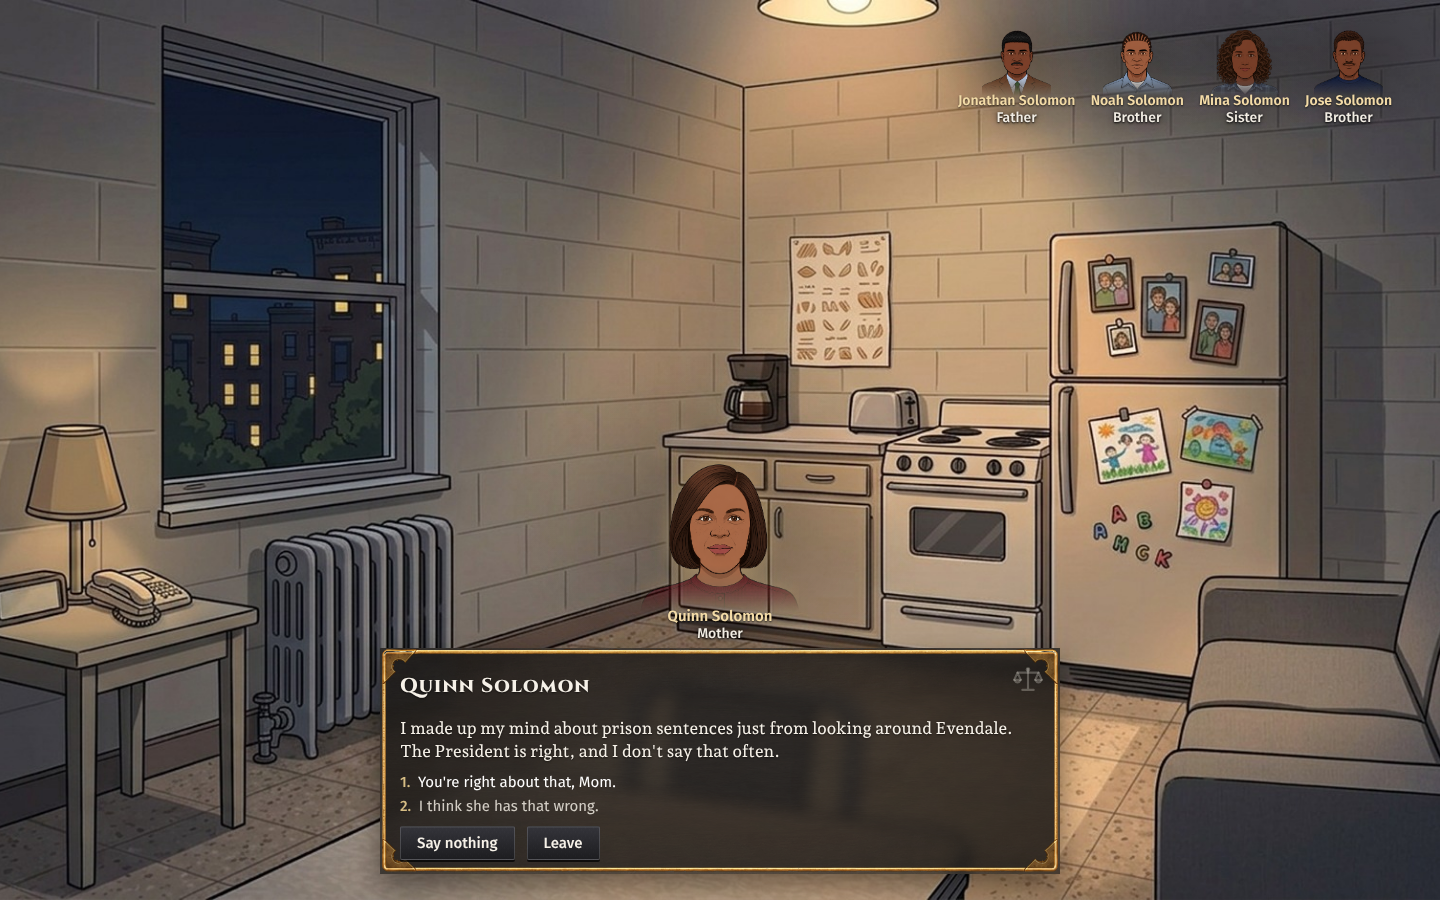 Jonathan Solomon
Father
Noah Solomon
Brother
Mina Solomon
Sister
Jose Solomon
Brother
A A B
M G C K
Quinn Solomon
Mother
Quinn Solomon
I made up my mind about prison sentences just from looking around Evendale.
The President is right, and I don't say that often.
1. You're right about that, Mom.
2. I think she has that wrong.
Say nothing
Leave